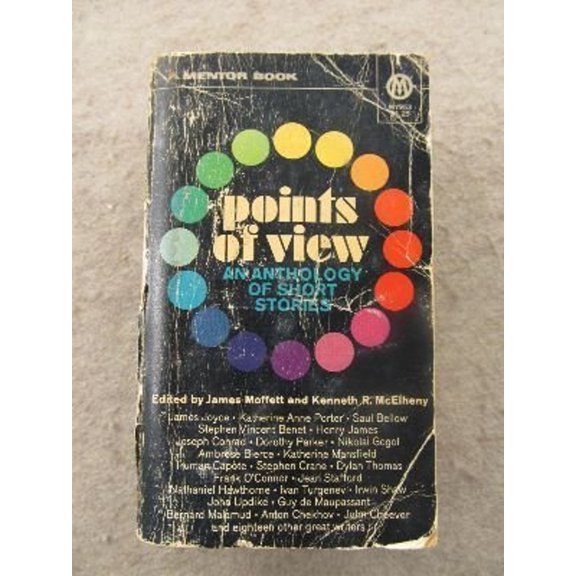 A MENTOR BOOK
M
points
of view
AN ANTHOLOGY
OF SHORT
STORIES
Edited by James Moffett and Kenneth R. McElheny
James Joyce • Katherine Anne Porter • Saul Bellow
Stephen Vincent Benet • Henry James
Joseph Conrad • Dorothy Parker • Nikolai Gogol
Ambrose Bierce • Katherine Mansfield
Truman Capote • Stephen Crane • Dylan Thomas
Frank O'Connor • Jean Stafford
Nathaniel Hawthorne • Ivan Turgenev • Irwin Shaw
John Updike • Guy de Maupassant
Bernard Malamud • Anton Chekhov • John Cheever
and eighteen other great writers